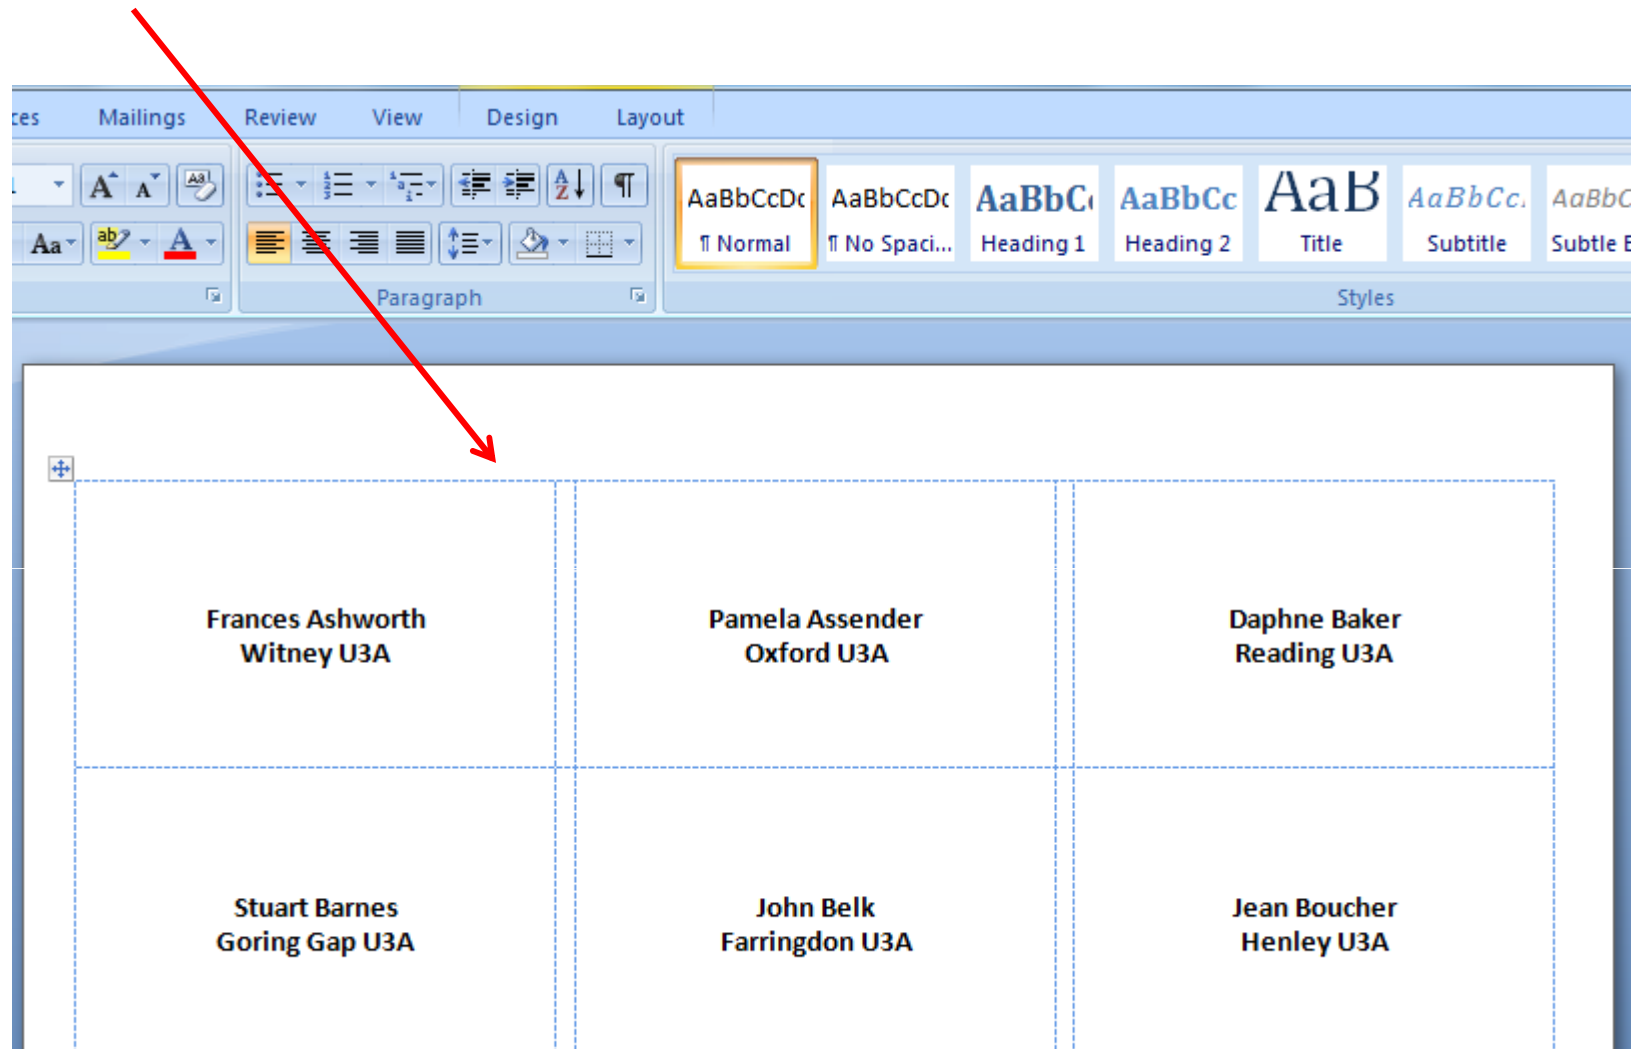 Mailings Review View Design Layout
AaBbCcDc AaBbCcDc AaBbC AaBbCc AaB AaBbCc. AaBbC
¶ Normal ¶ No Spaci... Heading 1 Heading 2 Title Subtitle Subtle E
Paragraph Styles
Frances Ashworth
Witney U3A
Pamela Assender
Oxford U3A
Daphne Baker
Reading U3A
Stuart Barnes
Goring Gap U3A
John Belk
Farringdon U3A
Jean Boucher
Henley U3A